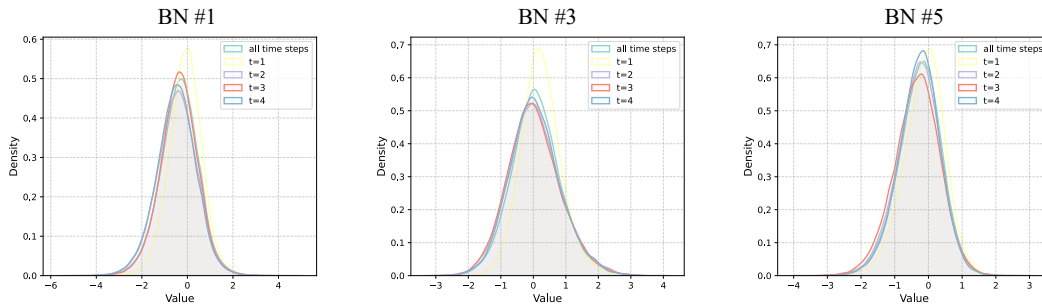 BN #1
0.6
0.5
0.4
0.3
0.2
0.1
0.0
Density
−6
−4
−2
0
2
4
Value
all time steps
t=1
t=2
t=3
t=4
BN #3
0.7
0.6
0.5
0.4
0.3
0.2
0.1
0.0
Density
−3
−2
−1
0
1
2
3
4
Value
all time steps
t=1
t=2
t=3
t=4
BN #5
0.7
0.6
0.5
0.4
0.3
0.2
0.1
0.0
Density
−4
−3
−2
−1
0
1
2
3
Value
all time steps
t=1
t=2
t=3
t=4